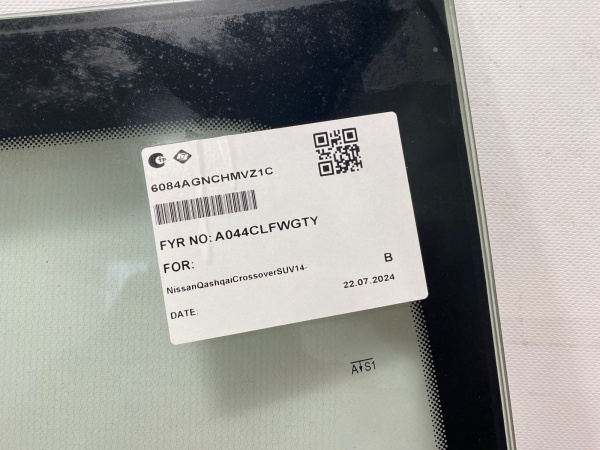 6084AGNCHMVZ1C
FYR NO: A044CLFWGTY
FOR:
B
NissanQashqaiCrossoverSUV14-
22.07.2024
DATE:
A↓S1